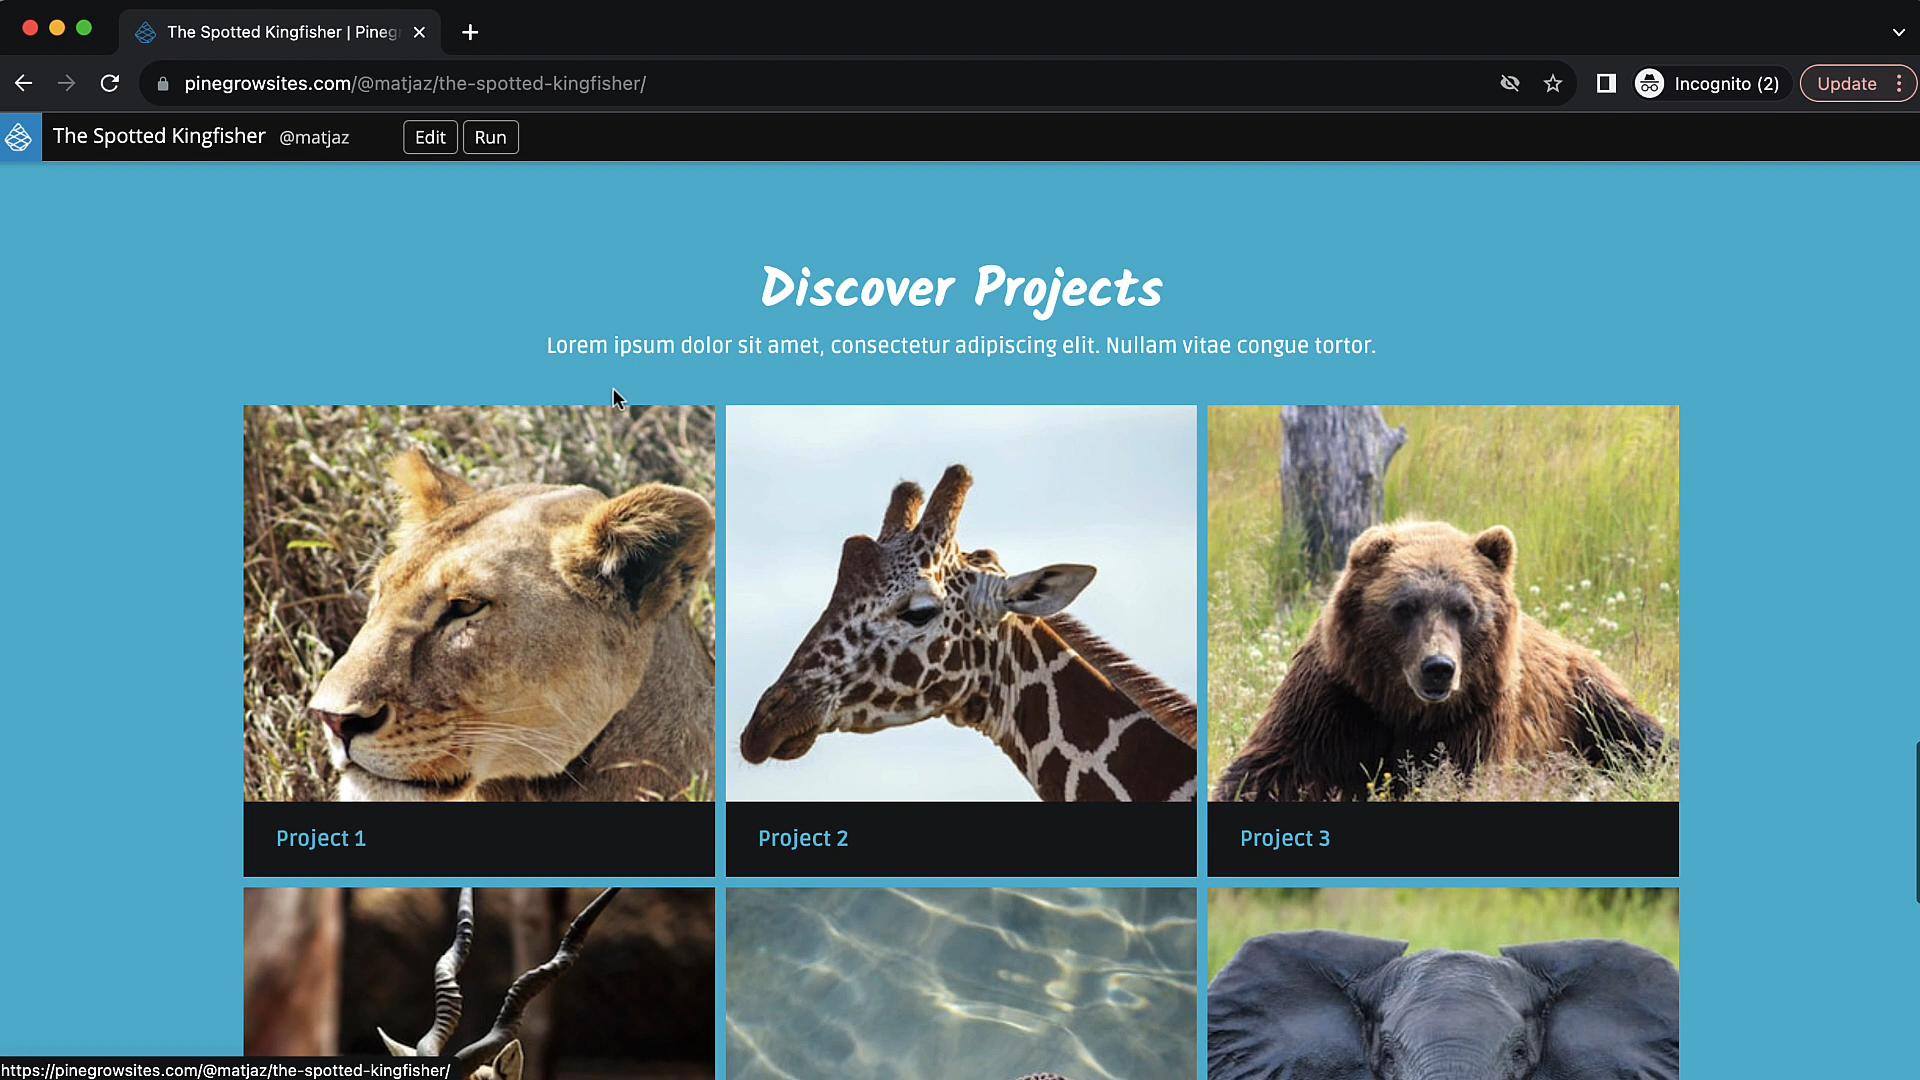 The Spotted Kingfisher | Pineg
pinegrowsites.com/@matjaz/the-spotted-kingfisher/
Incognito (2)
Update
The Spotted Kingfisher @matjaz Edit Run
Discover Projects
Lorem ipsum dolor sit amet, consectetur adipiscing elit. Nullam vitae congue tortor.
Project 1
Project 2
Project 3
https://pinegrowsites.com/@matjaz/the-spotted-kingfisher/